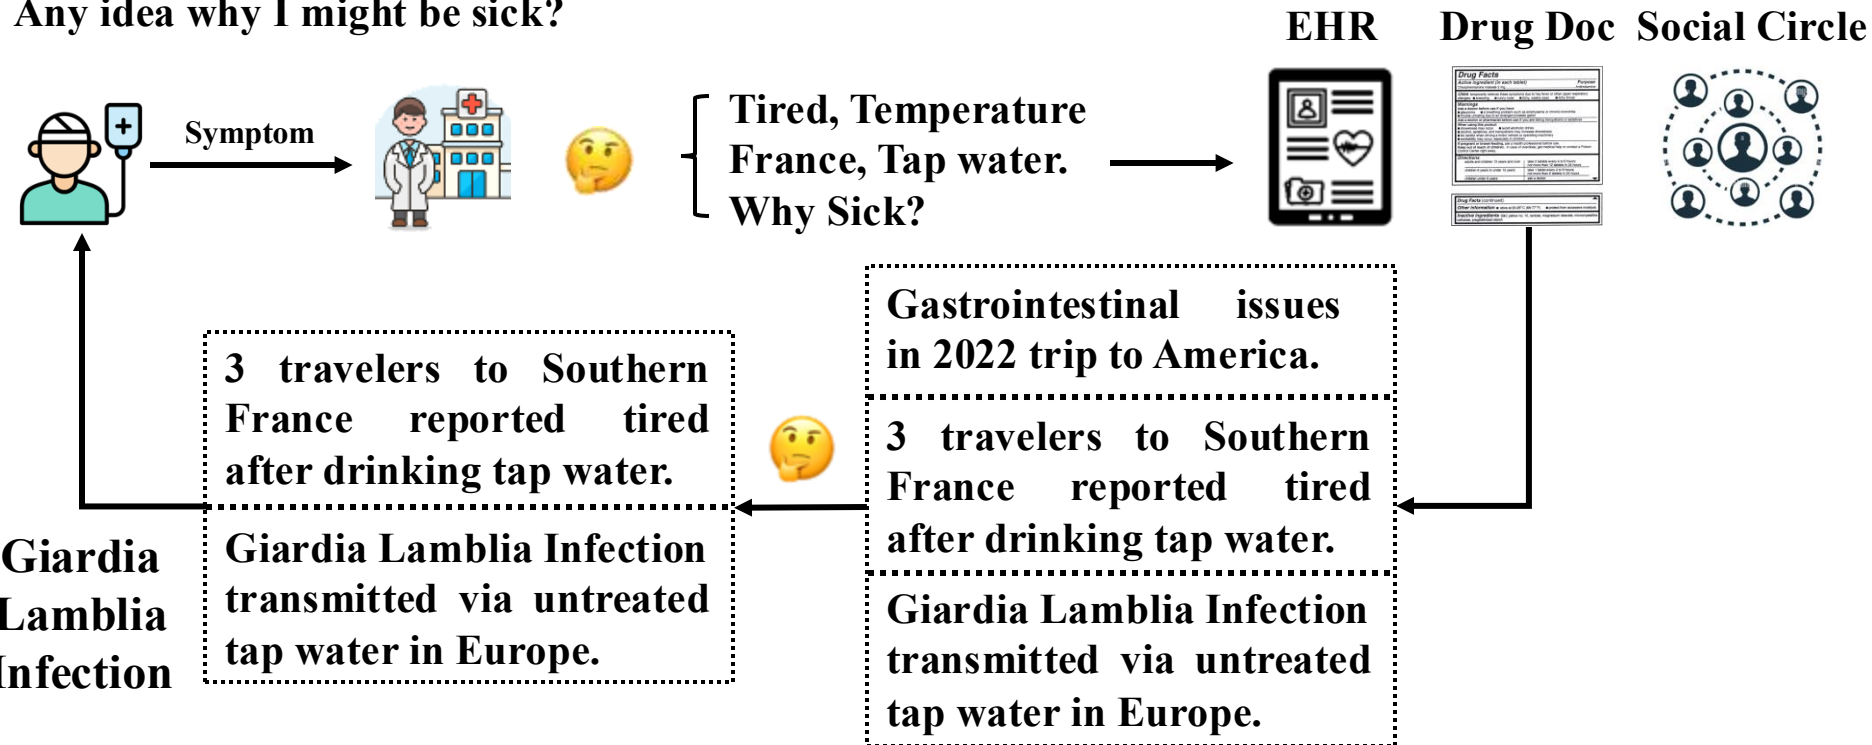 Any idea why I might be sick?
EHR
Drug Doc
Social Circle
Symptom
Tired, Temperature
France, Tap water.
Why Sick?
Drug Facts
Gastrointestinal issues
in 2022 trip to America.
3 travelers to Southern
France reported tired
after drinking tap water.
Giardia Lamblia Infection
transmitted via untreated
tap water in Europe.
3 travelers to Southern
France reported tired
after drinking tap water.
Giardia Lamblia Infection
transmitted via untreated
tap water in Europe.
Giardia
Lamblia
Infection